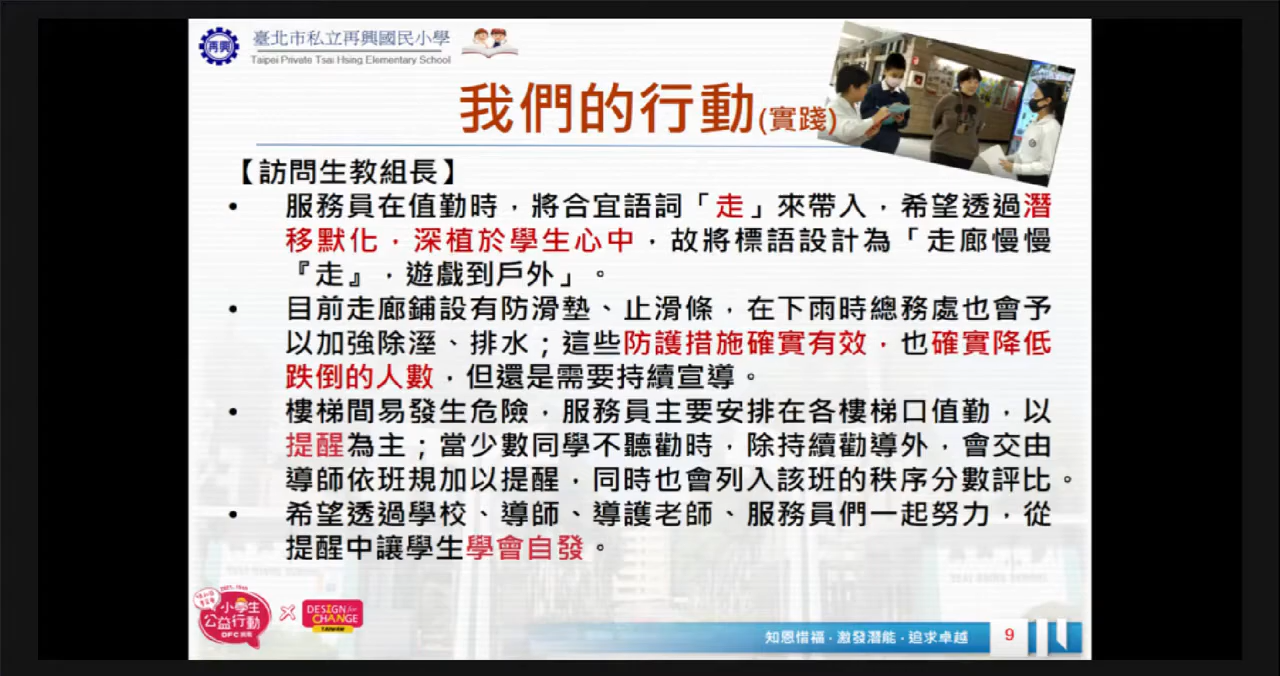 臺北市私立再興國民小學
Taipei Private Tsai Hsing Elementary School
再興
我們的行動(實踐)
【訪問生教組長】
• 服務員在值勤時，將合宜語詞「走」來帶入，希望透過潛
移默化，深植於學生心中，故將標語設計為「走廊慢慢
『走』，遊戲到戶外」。
• 目前走廊鋪設有防滑墊、止滑條，在下雨時總務處也會予
以加強除溼、排水；這些防護措施確實有效，也確實降低
跌倒的人數，但還是需要持續宣導。
• 樓梯間易發生危險，服務員主要安排在各樓梯口值勤，以
提醒為主；當少數同學不聽勸時，除持續勸導外，會交由
導師依班規加以提醒，同時也會列入該班的秩序分數評比。
• 希望透過學校、導師、導護老師、服務員們一起努力，從
提醒中讓學生學會自發。
小學生
公益行動
DESIGN for
CHANGE
TAIWAN
知恩惜福·激發潛能·追求卓越
9